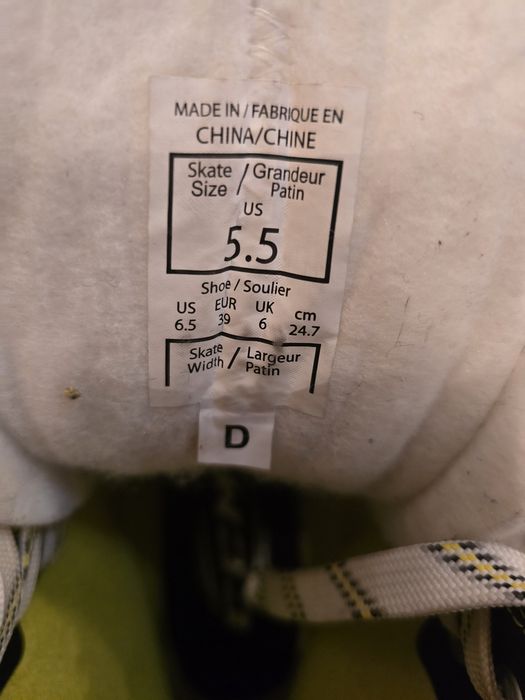 MADE IN / FABRIQUE EN
CHINA/CHINE
Skate / Grandeur
Size Patin
US
5.5
Shoe / Soulier
US EUR UK cm
6.5 39 6 24.7
Skate / Largeur
Width Patin
D